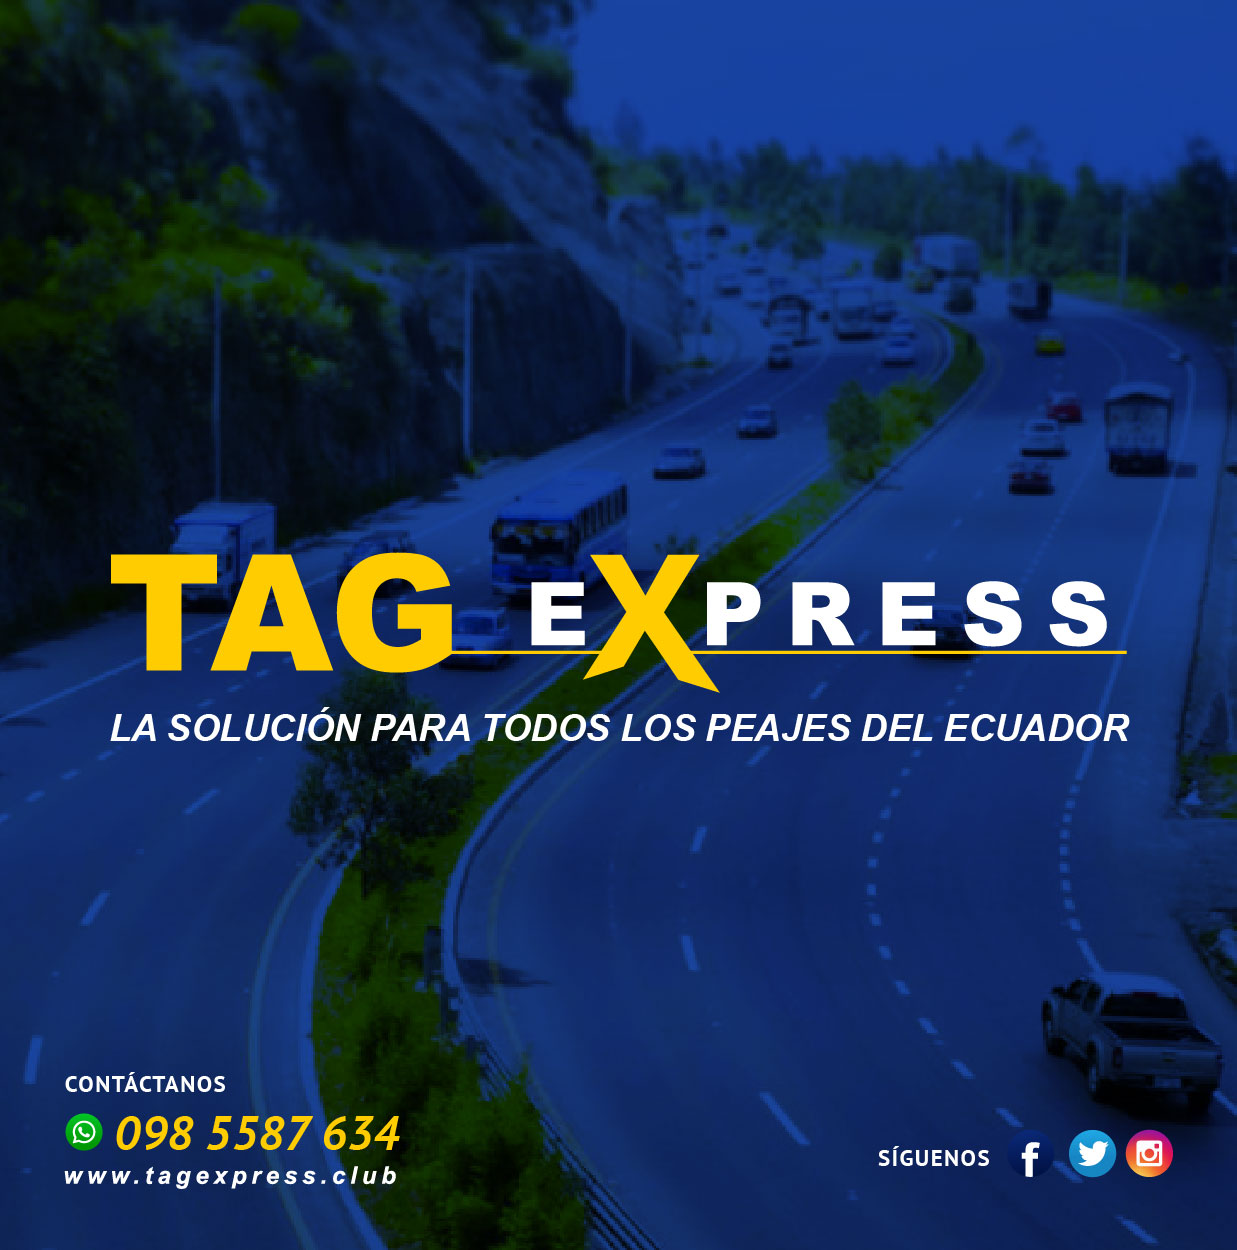 TAG EXPRESS
LA SOLUCIÓN PARA TODOS LOS PEAJES DEL ECUADOR
CONTÁCTANOS
098 5587 634
www.tagexpress.club
SÍGUENOS